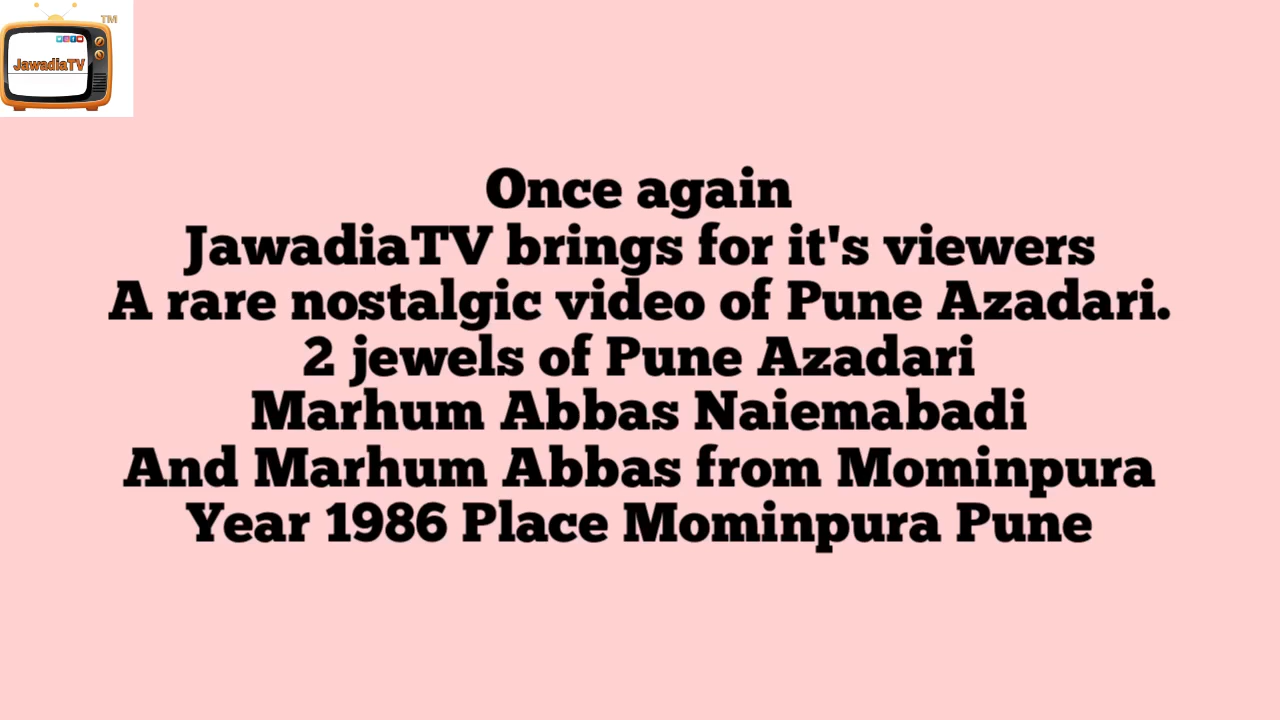 TM
JawadiaTV
Once again
JawadiaTV brings for it's viewers
A rare nostalgic video of Pune Azadari.
2 jewels of Pune Azadari
Marhum Abbas Naiemabadi
And Marhum Abbas from Mominpura
Year 1986 Place Mominpura Pune